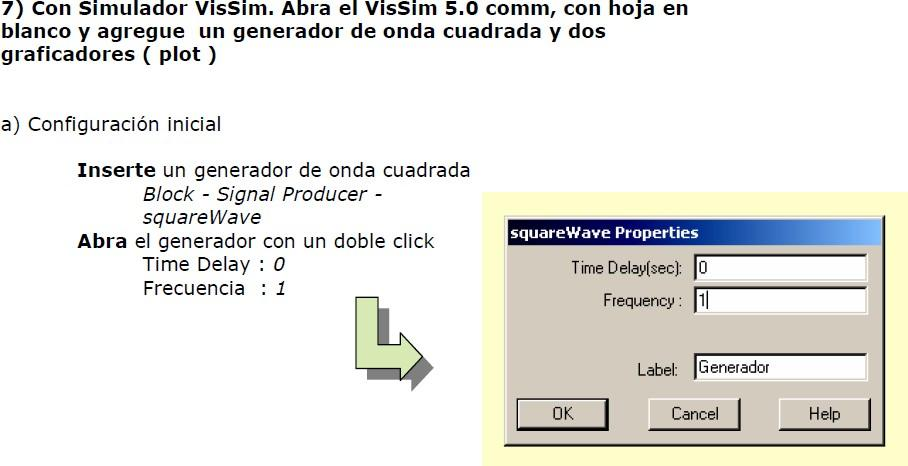 7) Con Simulador VisSim. Abra el VisSim 5.0 comm, con hoja en
blanco y agregue un generador de onda cuadrada y dos
graficadores ( plot )
a) Configuración inicial
Inserte un generador de onda cuadrada
Block - Signal Producer -
squareWave
Abra el generador con un doble click
Time Delay : 0
Frecuencia : 1
squareWave Properties
Time Delay(sec): 0
Frequency : 1
Label: Generador
OK Cancel Help